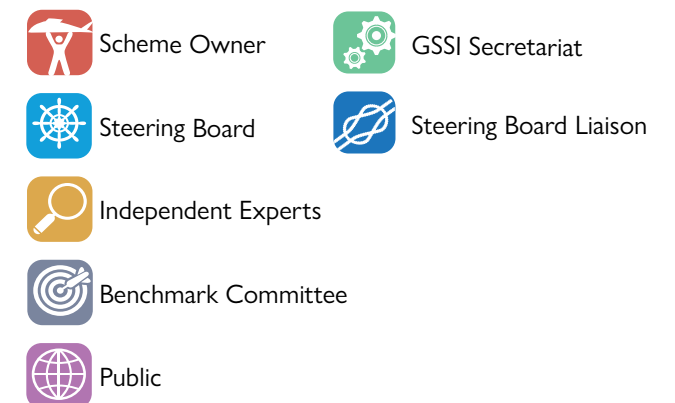 Scheme Owner
GSSI Secretariat
Steering Board
Steering Board Liaison
Independent Experts
Benchmark Committee
Public